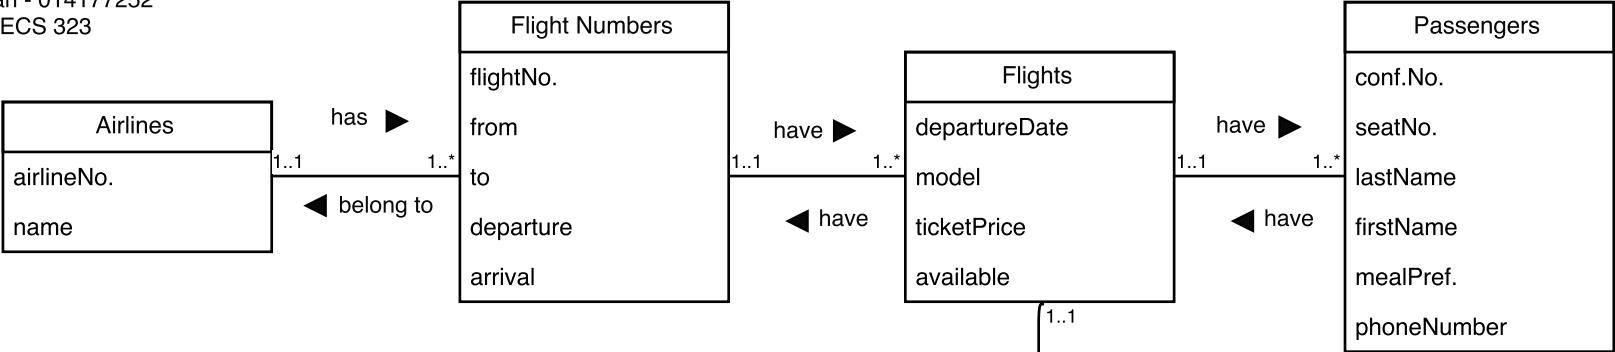 014177252
ECS 323
Airlines
airlineNo.
name
has
1..1
1..*
belong to
Flight Numbers
flightNo.
from
to
departure
arrival
have
1..1
1..*
have
Flights
departureDate
model
ticketPrice
available
1..1
have
1..1
1..*
have
Passengers
conf.No.
seatNo.
lastName
firstName
mealPref.
phoneNumber